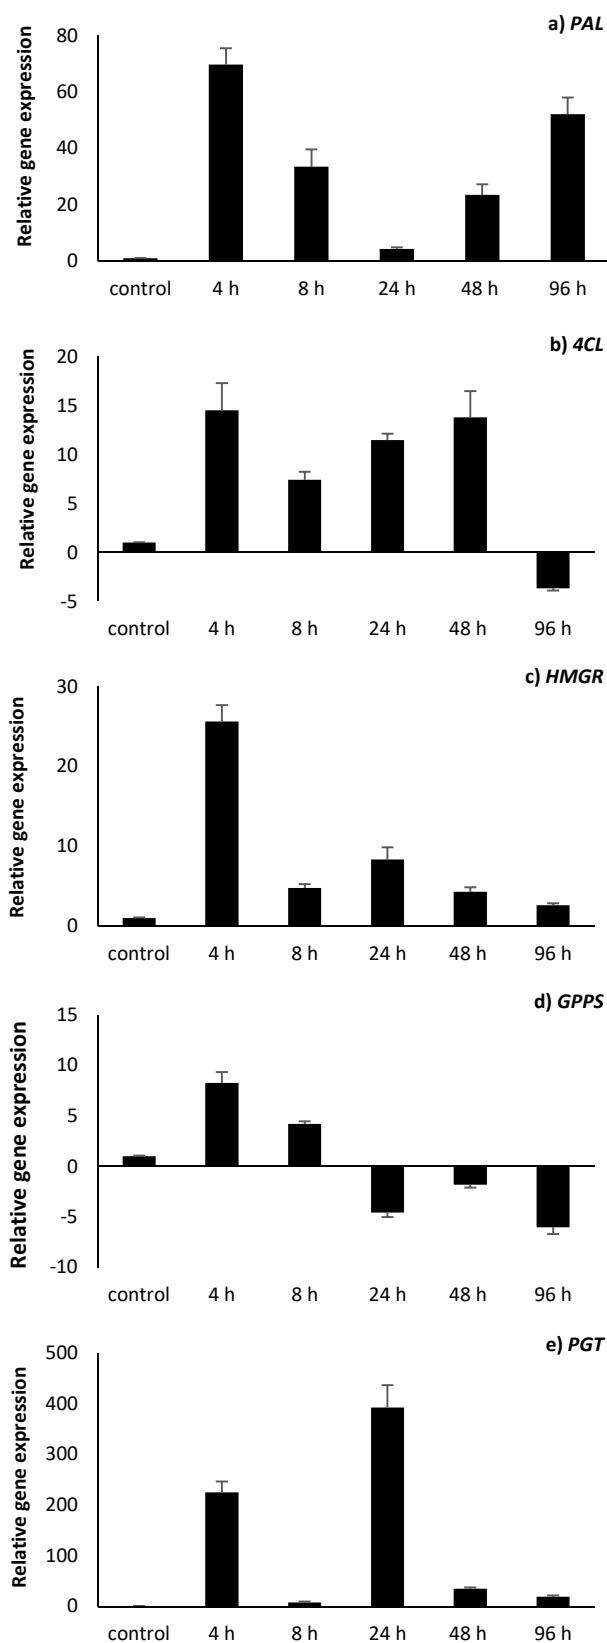 a) PAL
Relative gene expression
80
60
40
20
0
control 4 h 8 h 24 h 48 h 96 h
b) 4CL
Relative gene expression
20
15
10
5
0
-5
control 4 h 8 h 24 h 48 h 96 h
c) HMGR
Relative gene expression
30
20
10
0
control 4 h 8 h 24 h 48 h 96 h
d) GPPS
Relative gene expression
15
10
5
0
-5
-10
control 4 h 8 h 24 h 48 h 96 h
e) PGT
Relative gene expression
500
400
300
200
100
0
control 4 h 8 h 24 h 48 h 96 h